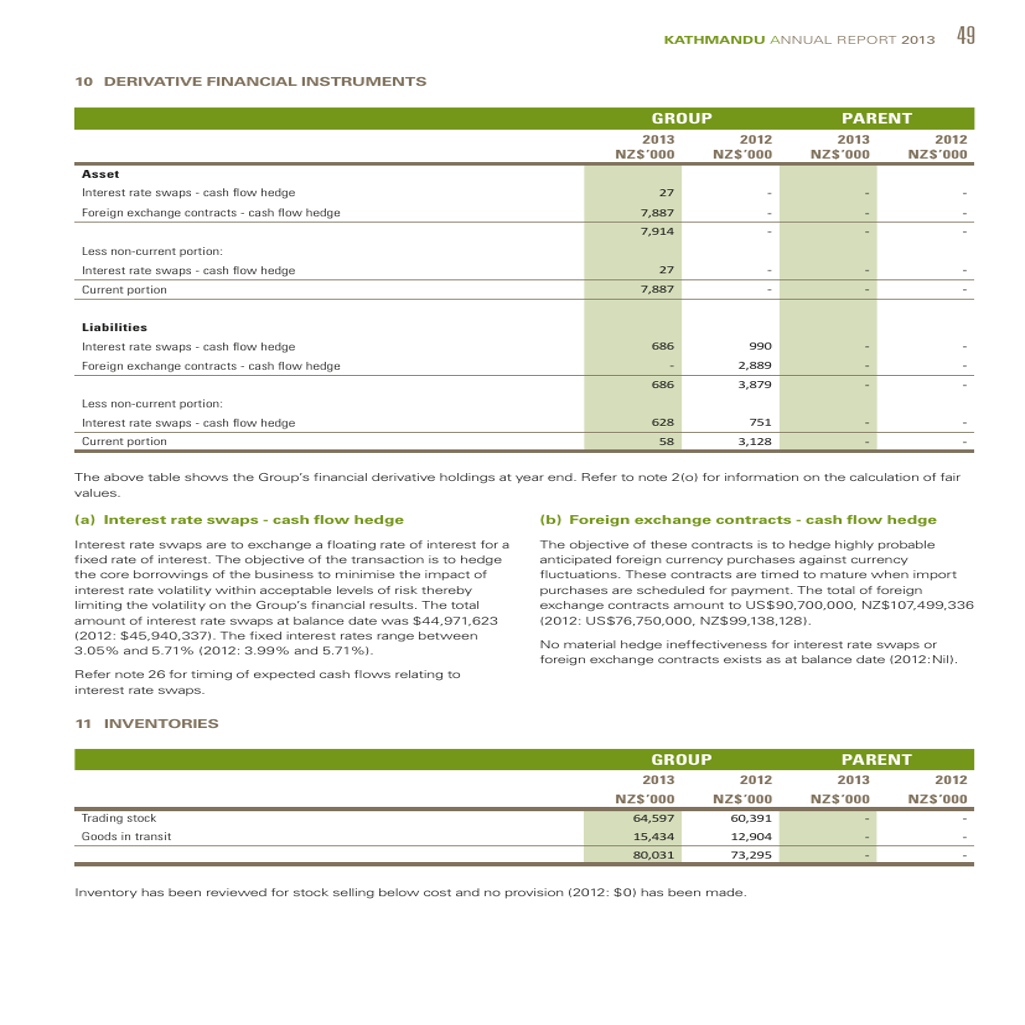 KATHMANDU ANNUAL REPORT 2013 49
10 DERIVATIVE FINANCIAL INSTRUMENTS
GROUP PARENT
2013 2012 2013 2012
NZ$'000 NZ$'000 NZ$'000 NZ$'000
Asset
Interest rate swaps - cash flow hedge 27 - - -
Foreign exchange contracts - cash flow hedge 7,887 - - -
7,914 - - -
Less non-current portion:
Interest rate swaps - cash flow hedge 27 - - -
Current portion 7,887 - - -
Liabilities
Interest rate swaps - cash flow hedge 686 990 - -
Foreign exchange contracts - cash flow hedge - 2,889 - -
686 3,879 - -
Less non-current portion:
Interest rate swaps - cash flow hedge 628 751 - -
Current portion 58 3,128 - -
The above table shows the Group's financial derivative holdings at year end. Refer to note 2(o) for information on the calculation of fair
values.
(a) Interest rate swaps - cash flow hedge
Interest rate swaps are to exchange a floating rate of interest for a
fixed rate of interest. The objective of the transaction is to hedge
the core borrowings of the business to minimise the impact of
interest rate volatility within acceptable levels of risk thereby
limiting the volatility on the Group's financial results. The total
amount of interest rate swaps at balance date was $44,971,623
(2012: $45,940,337). The fixed interest rates range between
3.05% and 5.71% (2012: 3.99% and 5.71%).
Refer note 26 for timing of expected cash flows relating to
interest rate swaps.
(b) Foreign exchange contracts - cash flow hedge
The objective of these contracts is to hedge highly probable
anticipated foreign currency purchases against currency
fluctuations. These contracts are timed to mature when import
purchases are scheduled for payment. The total of foreign
exchange contracts amount to US$90,700,000, NZ$107,499,336
(2012: US$76,750,000, NZ$99,138,128).
No material hedge ineffectiveness for interest rate swaps or
foreign exchange contracts exists as at balance date (2012:Nil).
11 INVENTORIES
GROUP PARENT
2013 2012 2013 2012
NZ$'000 NZ$'000 NZ$'000 NZ$'000
Trading stock 64,597 60,391 - -
Goods in transit 15,434 12,904 - -
80,031 73,295 - -
Inventory has been reviewed for stock selling below cost and no provision (2012: $0) has been made.